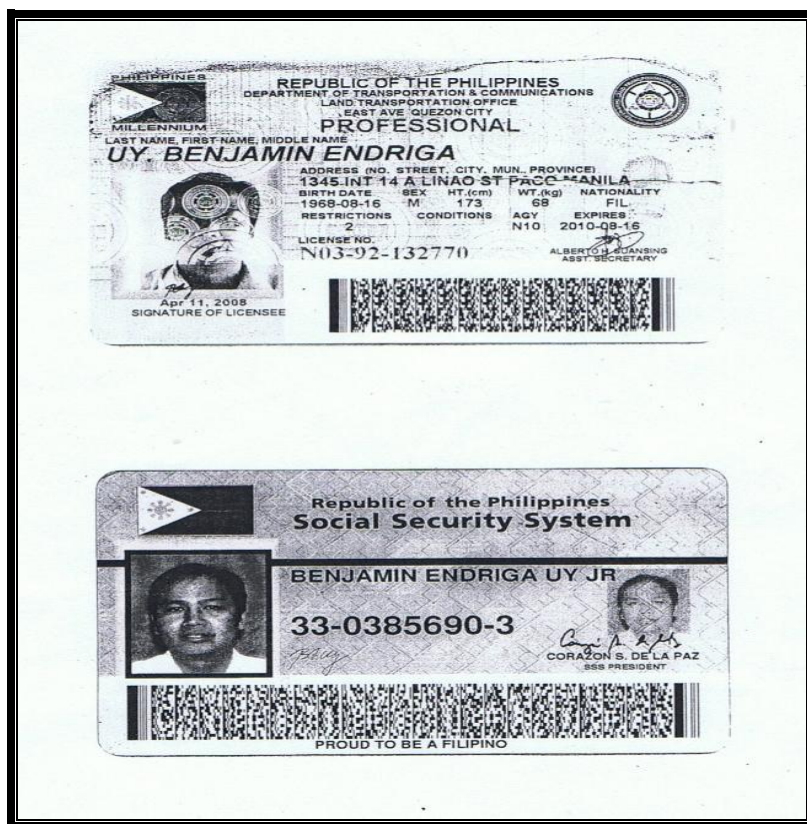 PHILIPPINES
MILLENNIUM
REPUBLIC OF THE PHILIPPINES
DEPARTMENT OF TRANSPORTATION & COMMUNICATIONS
LAND TRANSPORTATION OFFICE
EAST AVE QUEZON CITY
PROFESSIONAL
LAST NAME, FIRST NAME, MIDDLE NAME
UY. BENJAMIN ENDRIGA
ADDRESS (NO. STREET, CITY, MUN., PROVINCE)
1345 INT 14 A LINAO ST PACO MANILA
BIRTH DATE SEX HT.(cm) WT.(kg) NATIONALITY
1968-08-16 M 173 68 FIL
RESTRICTIONS CONDITIONS AGY EXPIRES
2 N10 2010-08-16
LICENSE NO.
N03-92-132770
ALBERTO H. SUANSING
ASST. SECRETARY
Apr 11, 2008
SIGNATURE OF LICENSEE
Republic of the Philippines
Social Security System
BENJAMIN ENDRIGA UY JR
33-0385690-3
CORAZON S. DE LA PAZ
SSS PRESIDENT
PROUD TO BE A FILIPINO